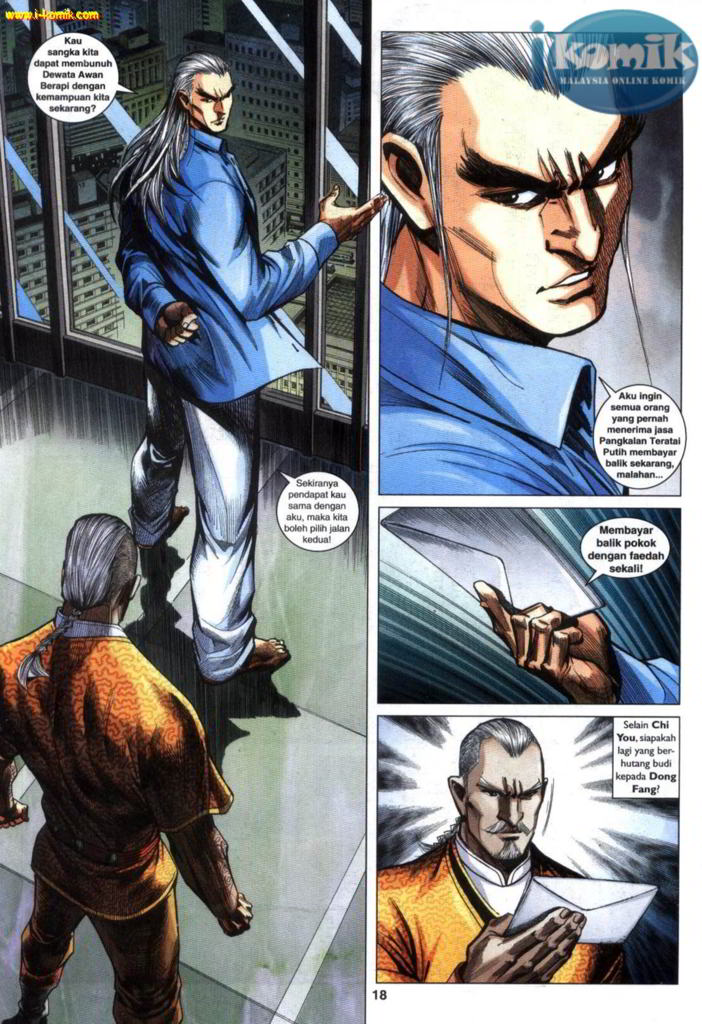 www.i-komik.com
Kau
sangka kita
dapat membunuh
Dewata Awan
Berapi dengan
kemampuan kita
sekarang?
Sekiranya
pendapat kau
sama dengan
aku, maka kita
boleh pilih jalan
kedua!
ikomik
MALAYSIA ONLINE KOMIK
Aku ingin
semua orang
yang pernah
menerima jasa
Pangkalan Teratai
Putih membayar
balik sekarang,
malahan...
Membayar
balik pokok
dengan faedah
sekali!
Selain Chi
You, siapakah
lagi yang ber-
hutang budi
kepada Dong
Fang?
18